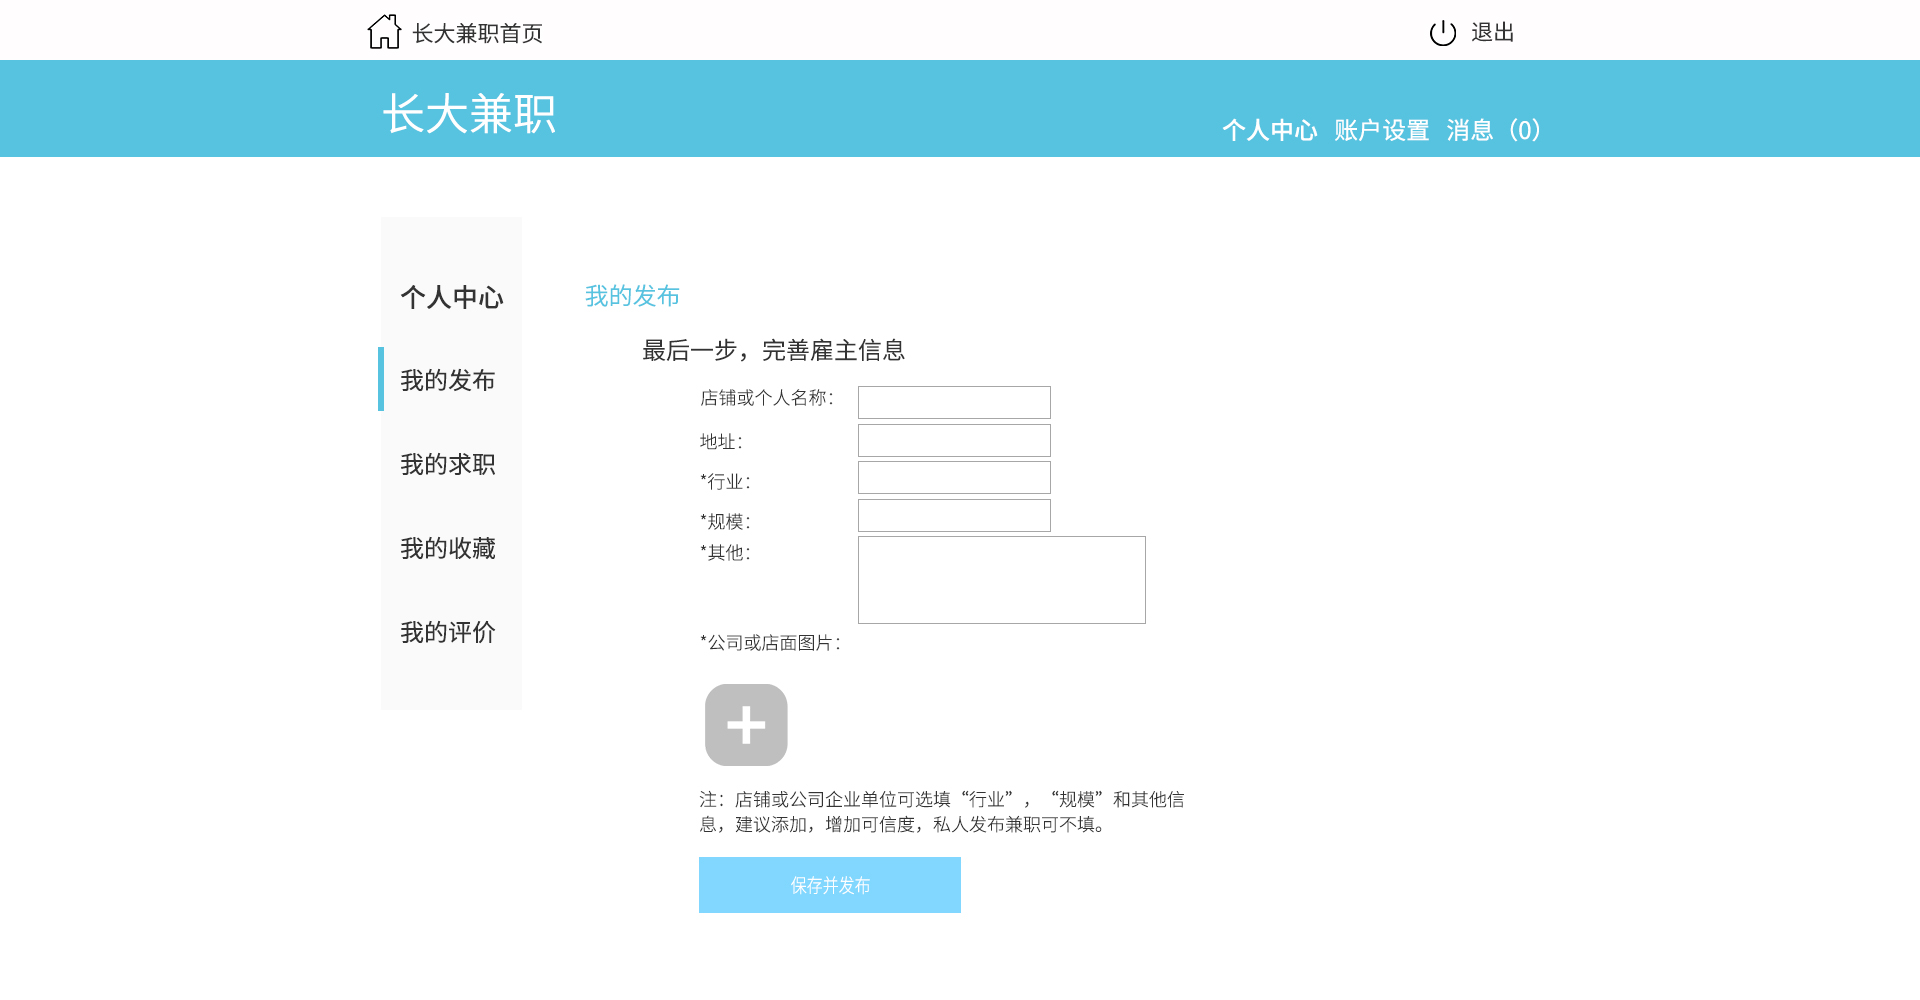 长大兼职首页
退出
长大兼职
个人中心 账户设置 消息（0）
个人中心
我的发布
我的求职
我的收藏
我的评价
我的发布
最后一步，完善雇主信息
店铺或个人名称：
地址：
*行业：
*规模：
*其他：
*公司或店面图片：
注：店铺或公司企业单位可选填“行业”，“规模”和其他信
息，建议添加，增加可信度，私人发布兼职可不填。
保存并发布